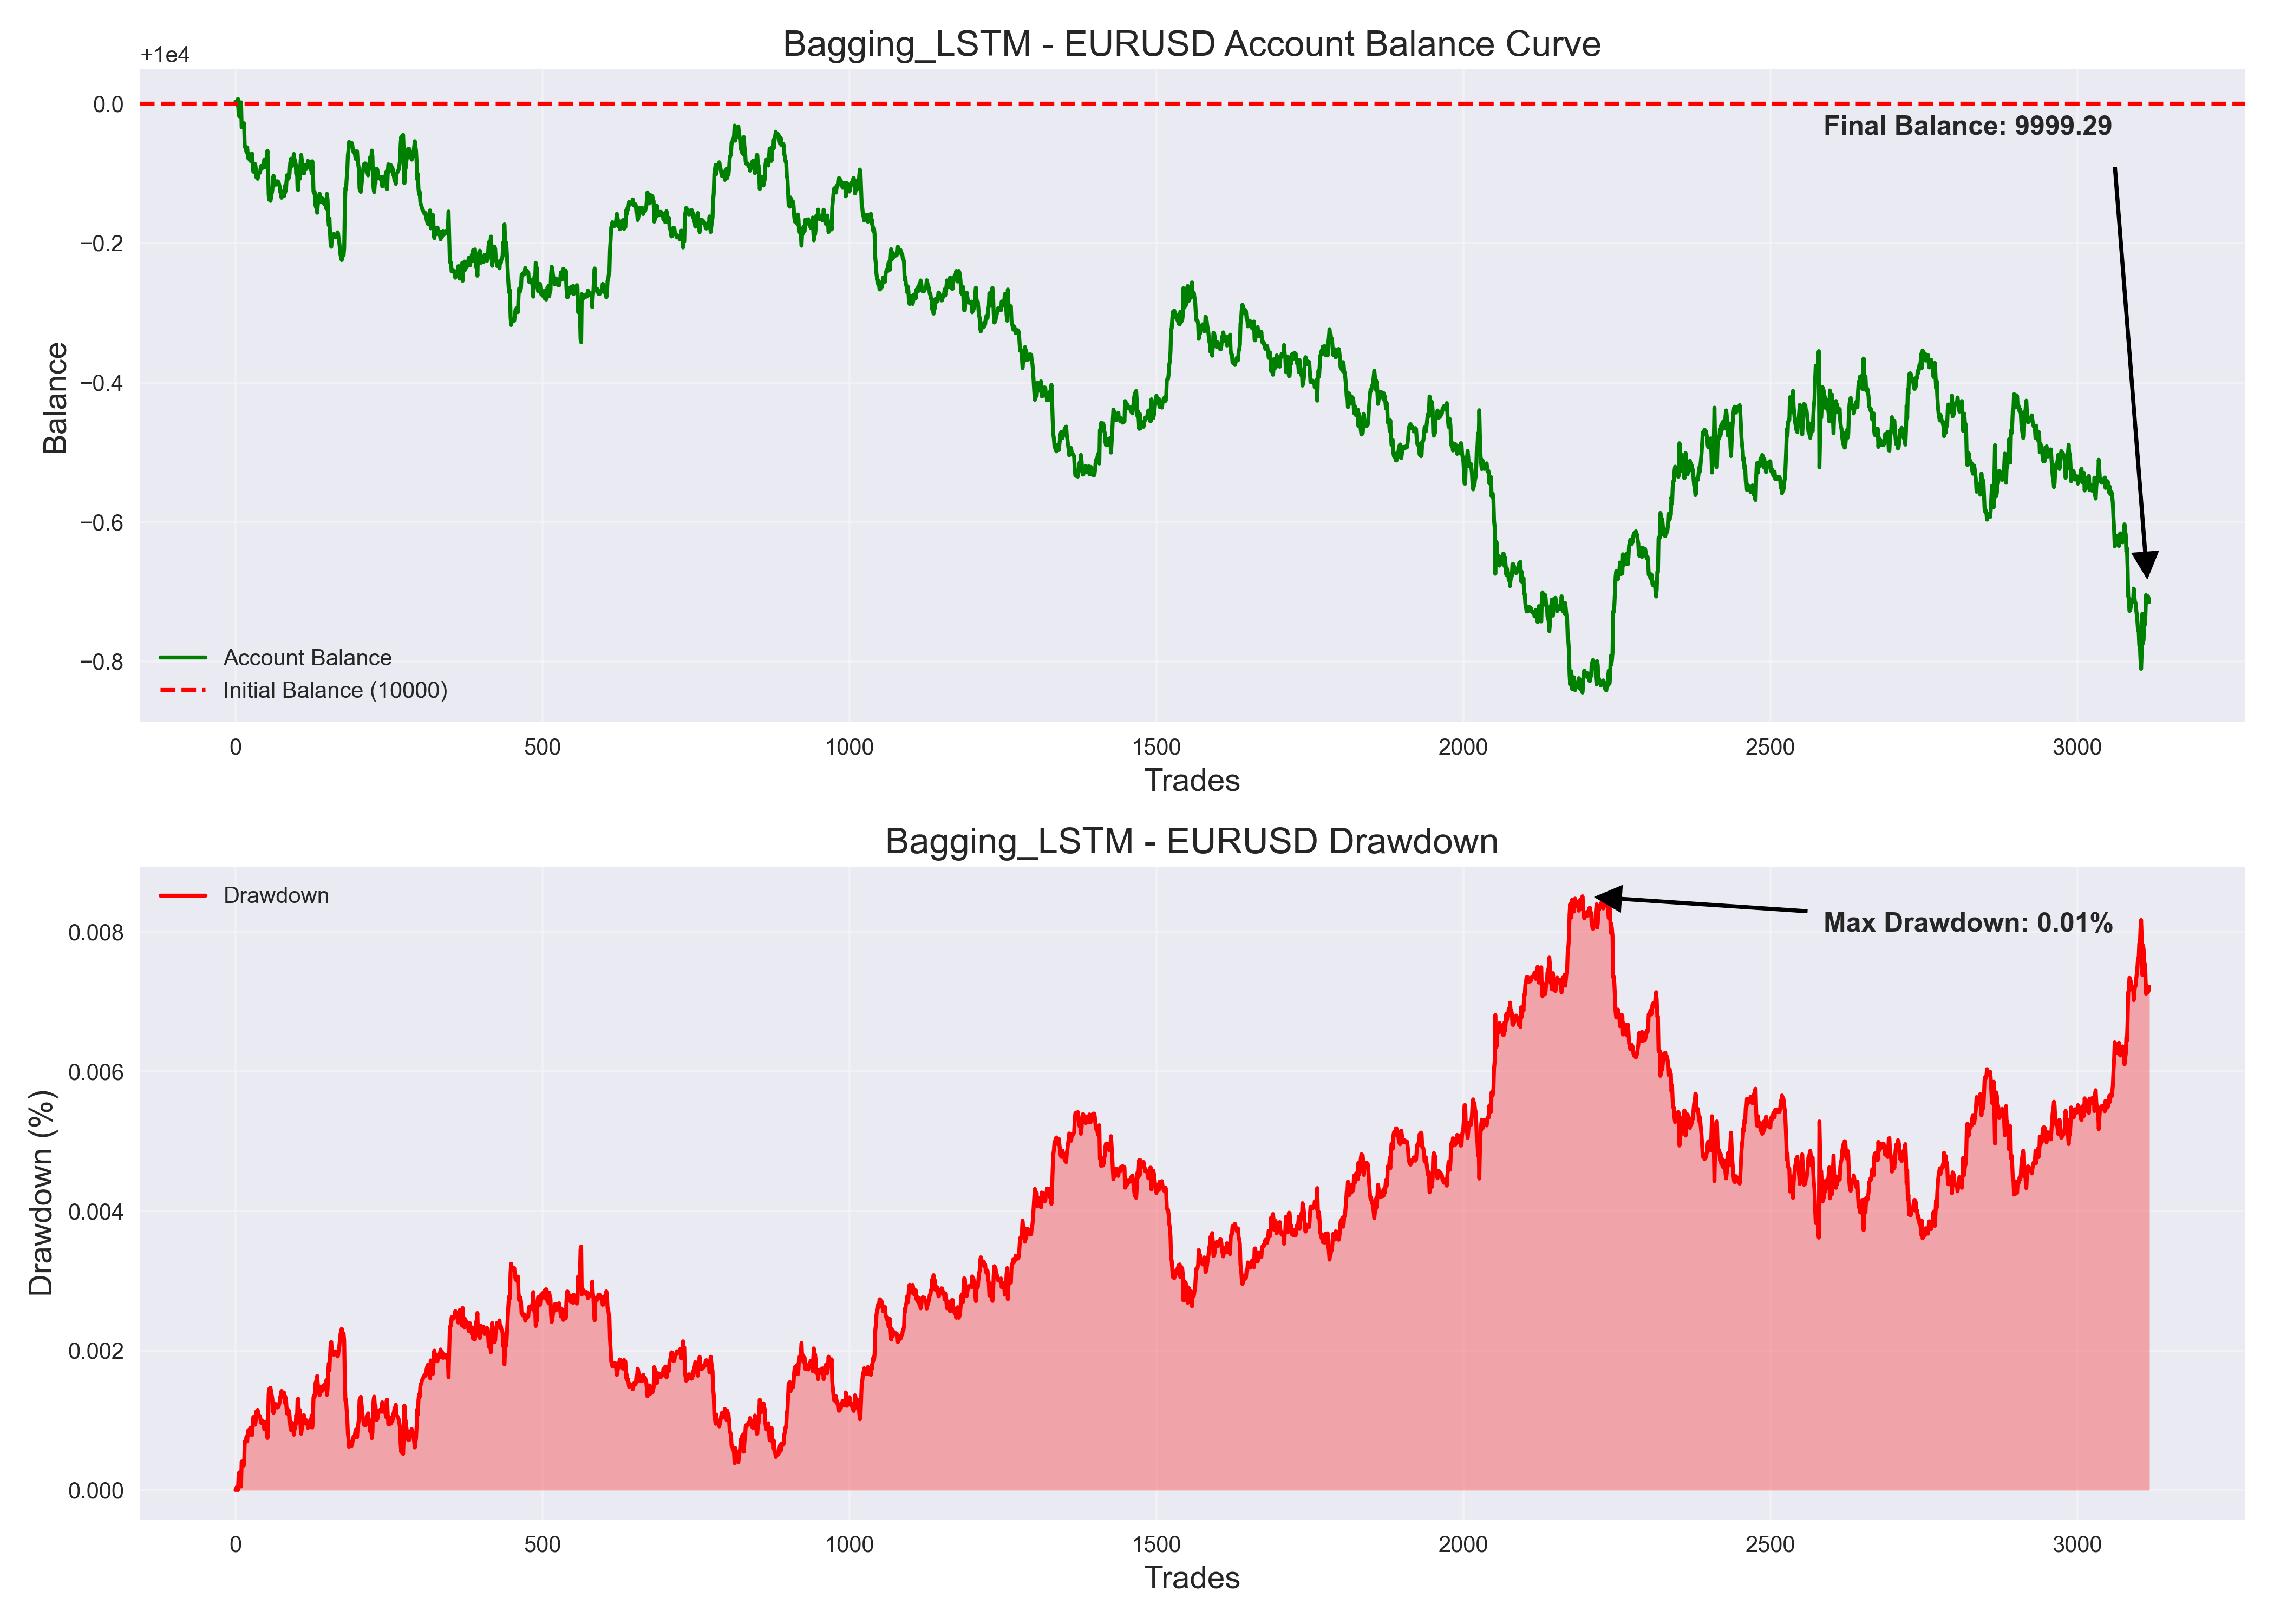 Bagging_LSTM - EURUSD Account Balance Curve
+1e4
0.0
−0.2
−0.4
−0.6
−0.8
Balance
Final Balance: 9999.29
Account Balance
Initial Balance (10000)
0 500 1000 1500 2000 2500 3000
Trades
Bagging_LSTM - EURUSD Drawdown
Drawdown
Max Drawdown: 0.01%
0.008
0.006
0.004
0.002
0.000
Drawdown (%)
0 500 1000 1500 2000 2500 3000
Trades